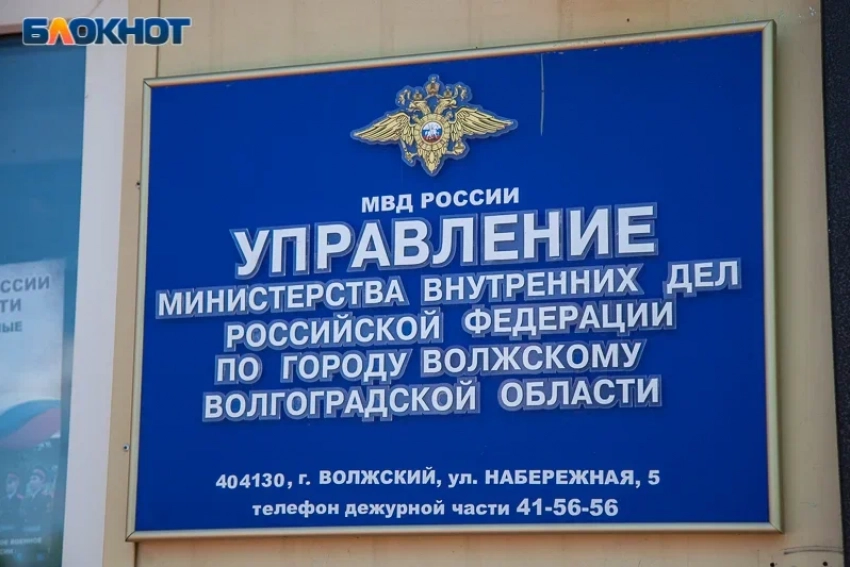 БЛОКНОТ
МВД РОССИИ
УПРАВЛЕНИЕ
МИНИСТЕРСТВА ВНУТРЕННИХ ДЕЛ
РОССИЙСКОЙ ФЕДЕРАЦИИ
ПО ГОРОДУ ВОЛЖСКОМУ
ВОЛГОГРАДСКОЙ ОБЛАСТИ
404130, г. ВОЛЖСКИЙ, ул. НАБЕРЕЖНАЯ, 5
телефон дежурной части 41-56-56